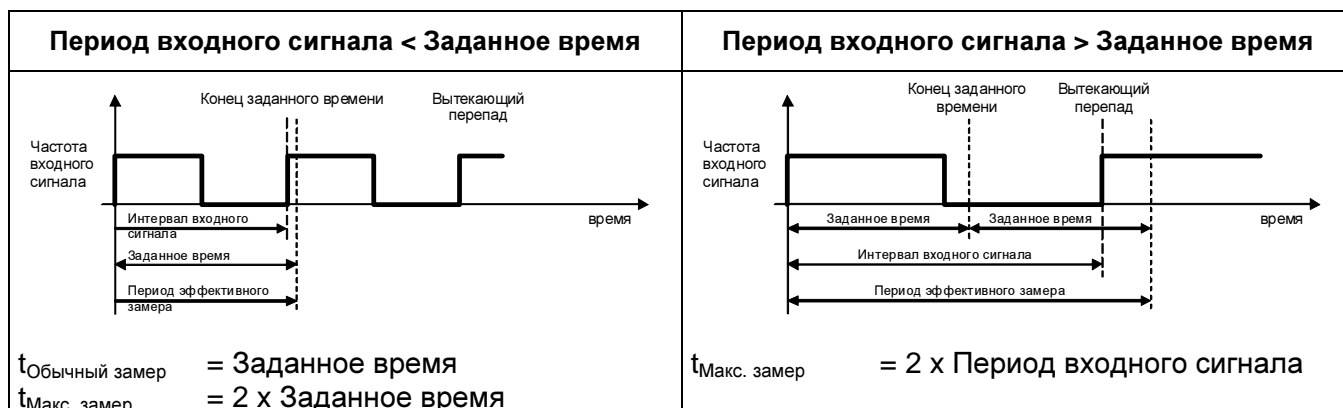 Период входного сигнала < Заданное время
Конец заданного времени
Вытекающий
перепад
Частота
входного
сигнала
время
Интервал входного
сигнала
Заданное время
Период эффективного
замера
tОбычный замер = Заданное время
tМакс. замер = 2 x Заданное время
Период входного сигнала > Заданное время
Конец заданного
времени
Вытекающий
перепад
Частота
входного
сигнала
время
Заданное время
Заданное время
Интервал входного сигнала
Период эффективного замера
tМакс. замер = 2 x Период входного сигнала